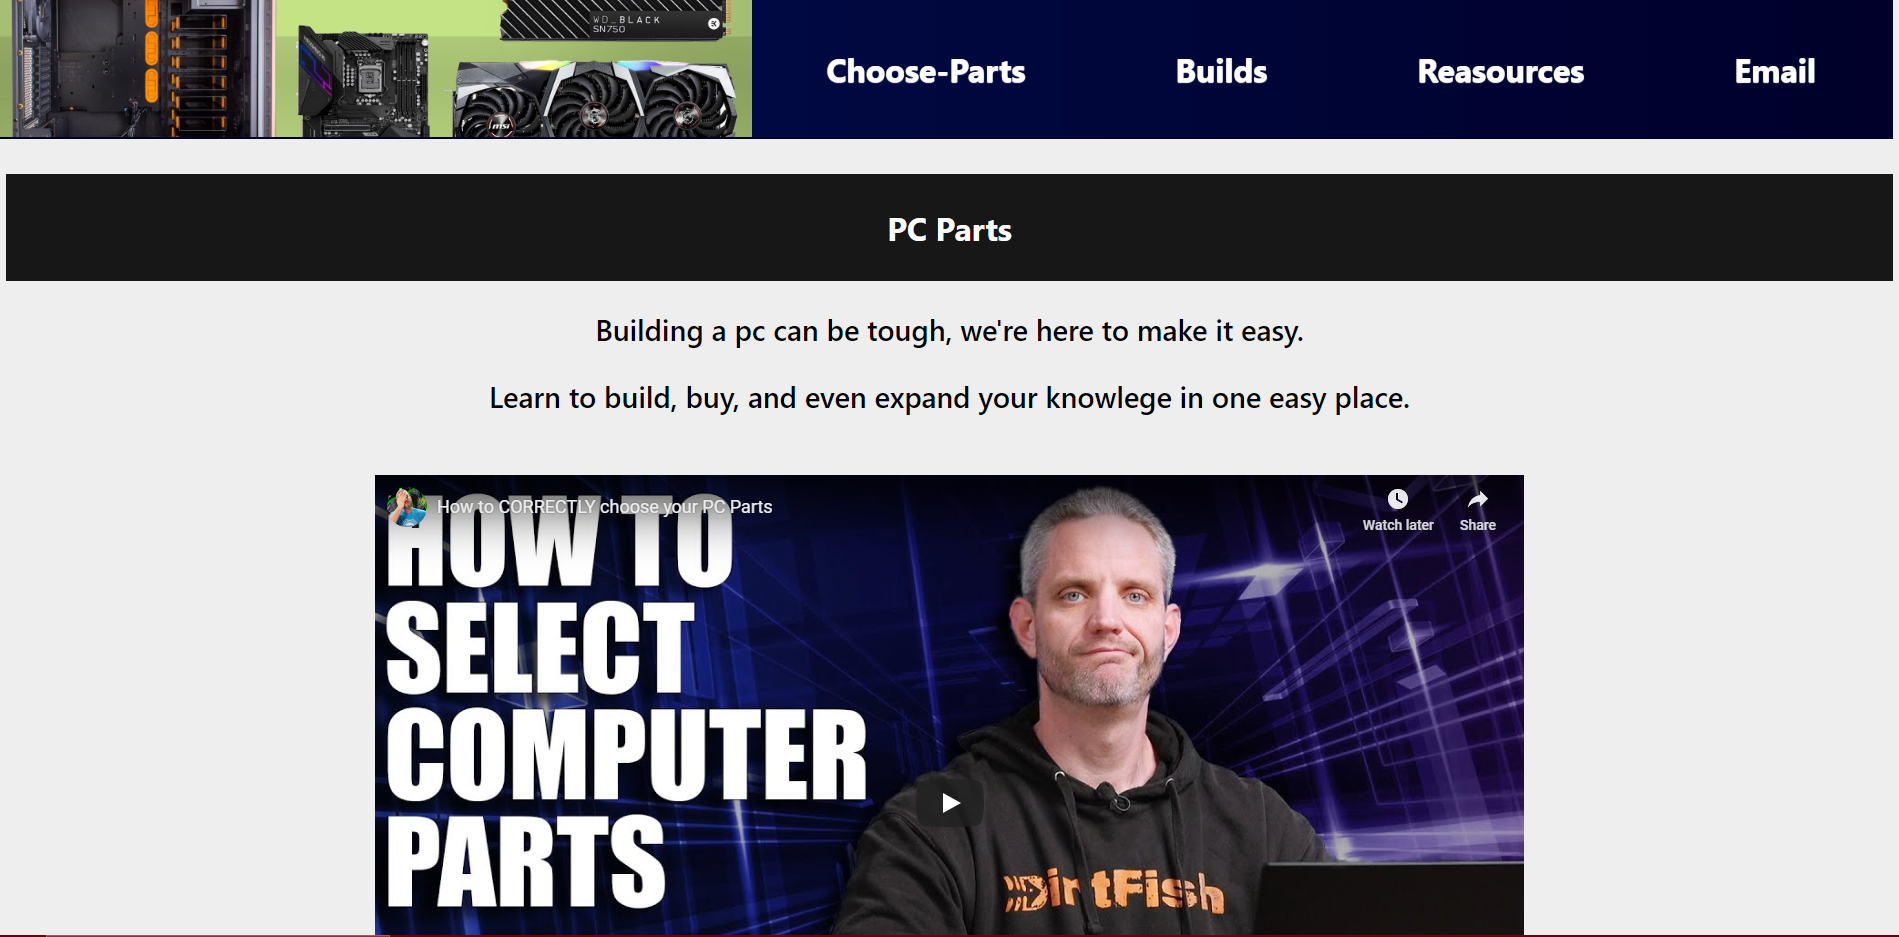 WD_BLACK
SN750
msi
Choose-Parts
Builds
Reasources
Email
PC Parts
Building a pc can be tough, we're here to make it easy.
Learn to build, buy, and even expand your knowlege in one easy place.
How to CORRECTLY choose your PC Parts
Watch later
Share
HOW TO
SELECT
COMPUTER
PARTS
DirtFish